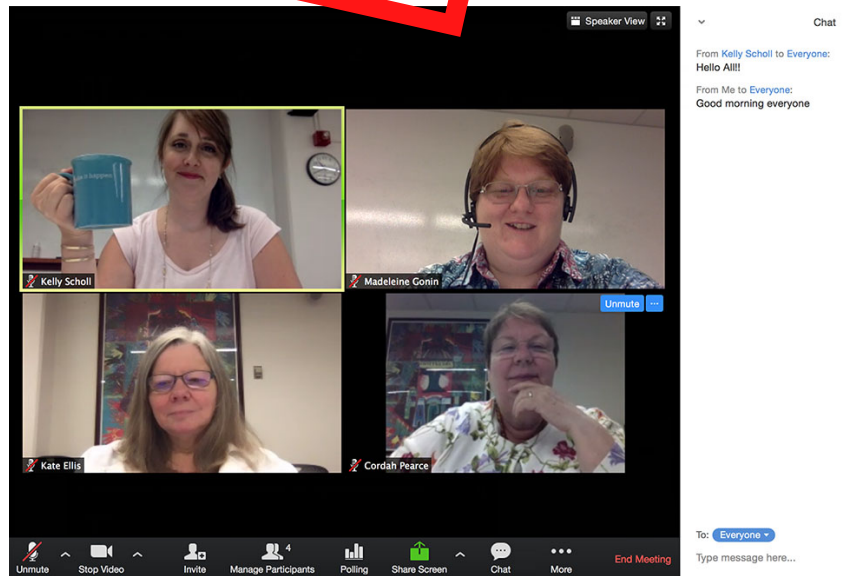 Speaker View
Chat
From Kelly Scholl to Everyone:
Hello All!!
From Me to Everyone:
Good morning everyone
Kelly Scholl
Madeleine Gonin
Unmute ...
Kate Ellis
Cordah Pearce
To: Everyone
Type message here...
4
Unmute
Stop Video
Invite
Manage Participants
Polling
Share Screen
Chat
More
End Meeting